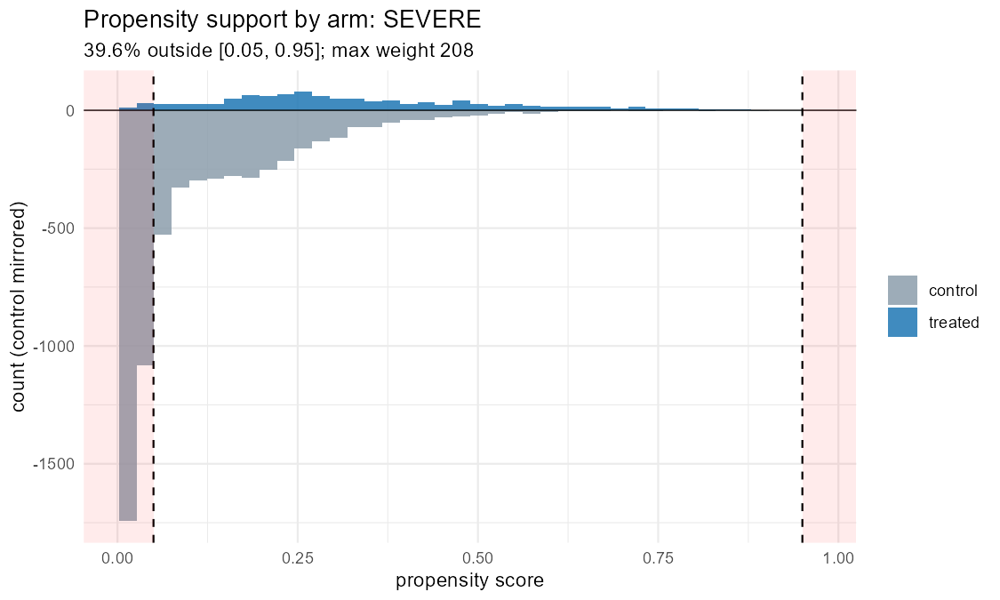 Propensity support by arm: SEVERE
39.6% outside [0.05, 0.95]; max weight 208
count (control mirrored)
0
-500
-1000
-1500
0.00
0.25
0.50
0.75
1.00
propensity score
control
treated